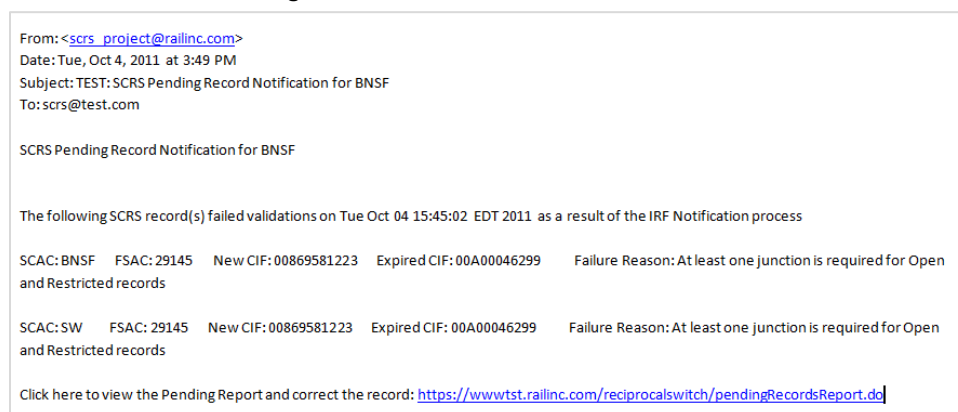 From: <scrs_project@railinc.com>
Date: Tue, Oct 4, 2011 at 3:49 PM
Subject: TEST: SCRS Pending Record Notification for BNSF
To: scrs@test.com
SCRS Pending Record Notification for BNSF
The following SCRS record(s) failed validations on Tue Oct 04 15:45:02 EDT 2011 as a result of the IRF Notification process
SCAC: BNSF FSAC: 29145 New CIF: 00869581223 Expired CIF: 00A00046299 Failure Reason: At least one junction is required for Open
and Restricted records
SCAC: SW FSAC: 29145 New CIF: 00869581223 Expired CIF: 00A00046299 Failure Reason: At least one junction is required for Open
and Restricted records
Click here to view the Pending Report and correct the record: https://wwwtst.railinc.com/reciprocalswitch/pendingRecordsReport.do